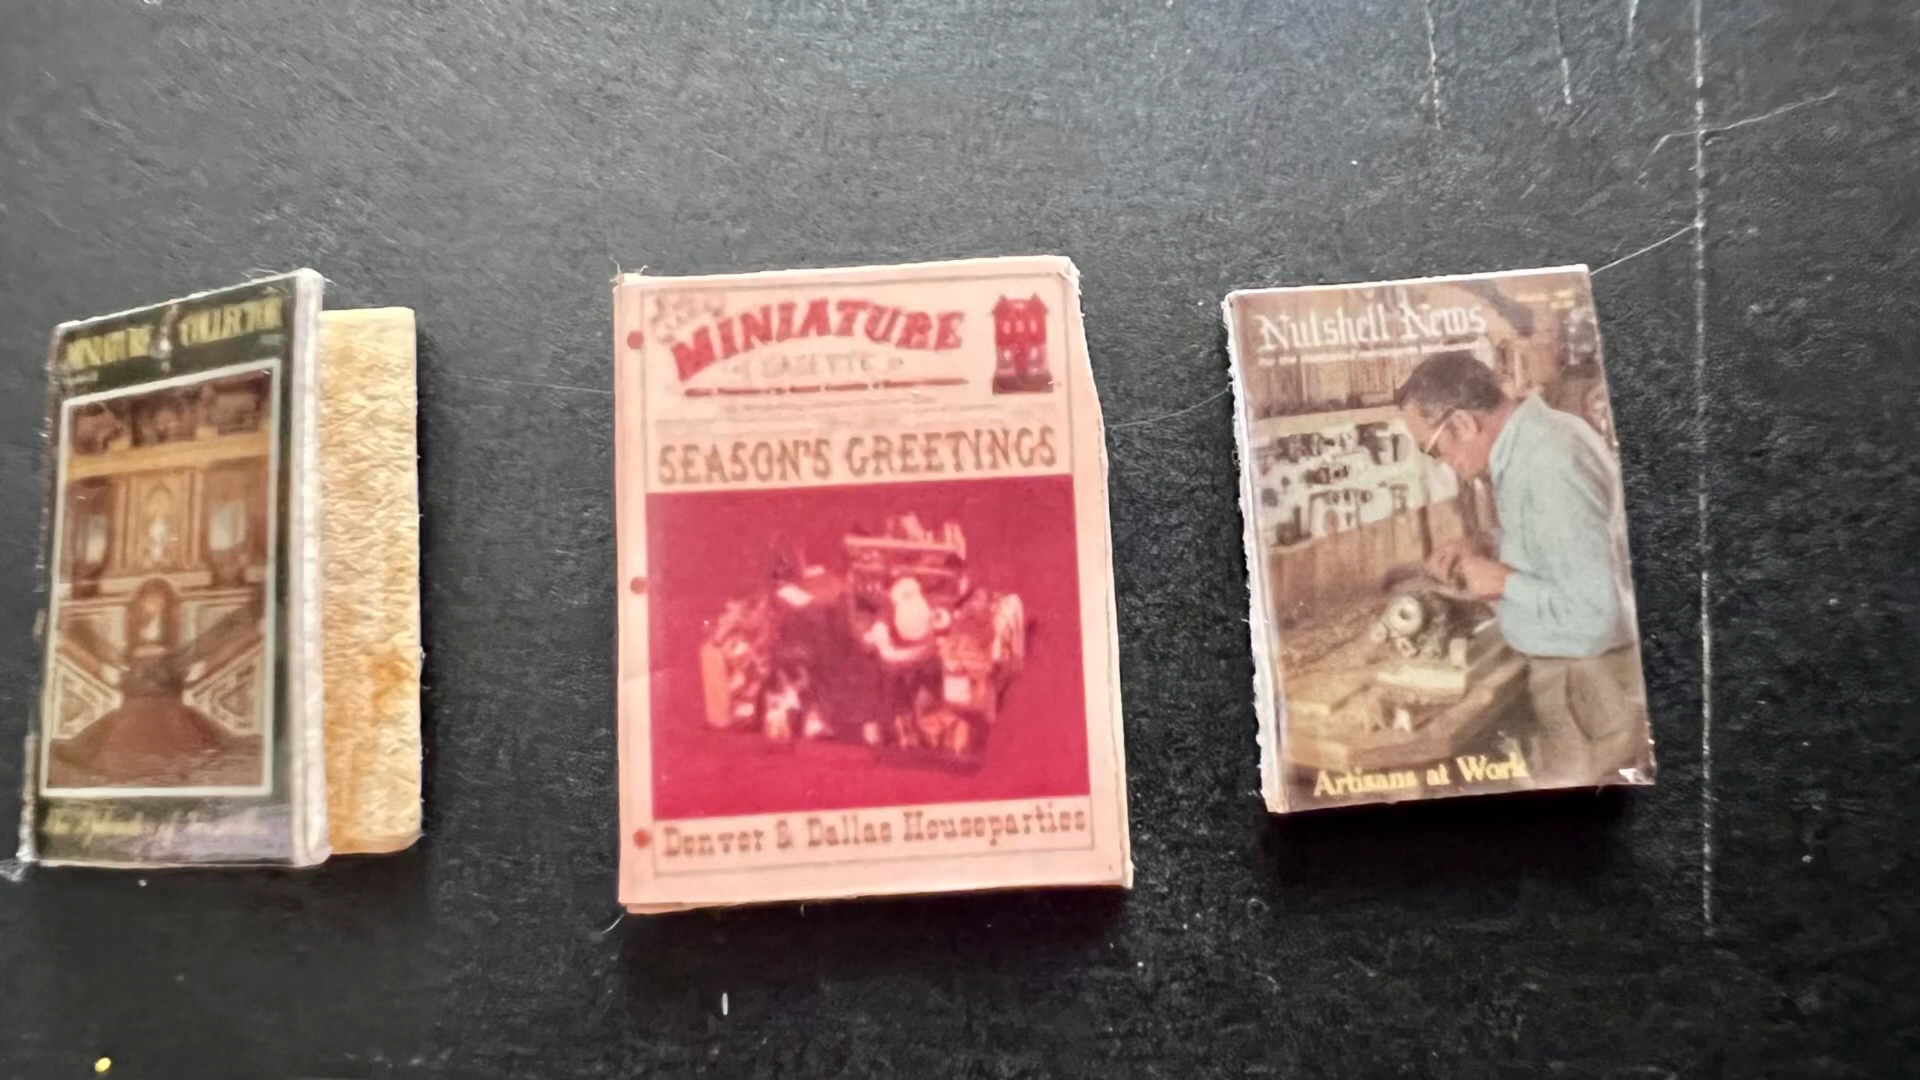 MINIATURE COLLECTOR
MINIATURE
GAZETTE
SEASON'S GREETINGS
Denver & Dallas Houseparties
Nutshell News
Artisans at Work